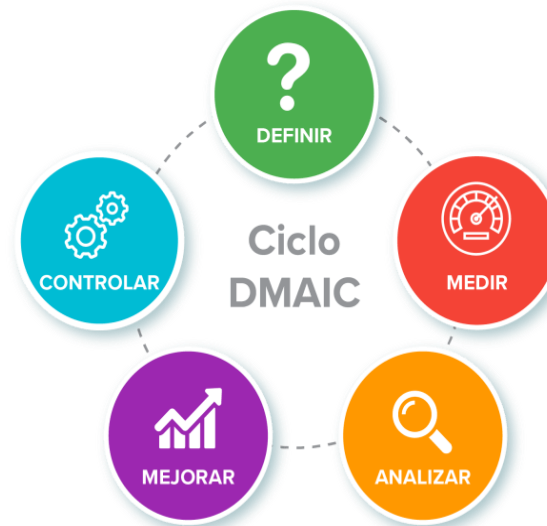 DEFINIR
CONTROLAR
Ciclo
DMAIC
MEDIR
MEJORAR
ANALIZAR